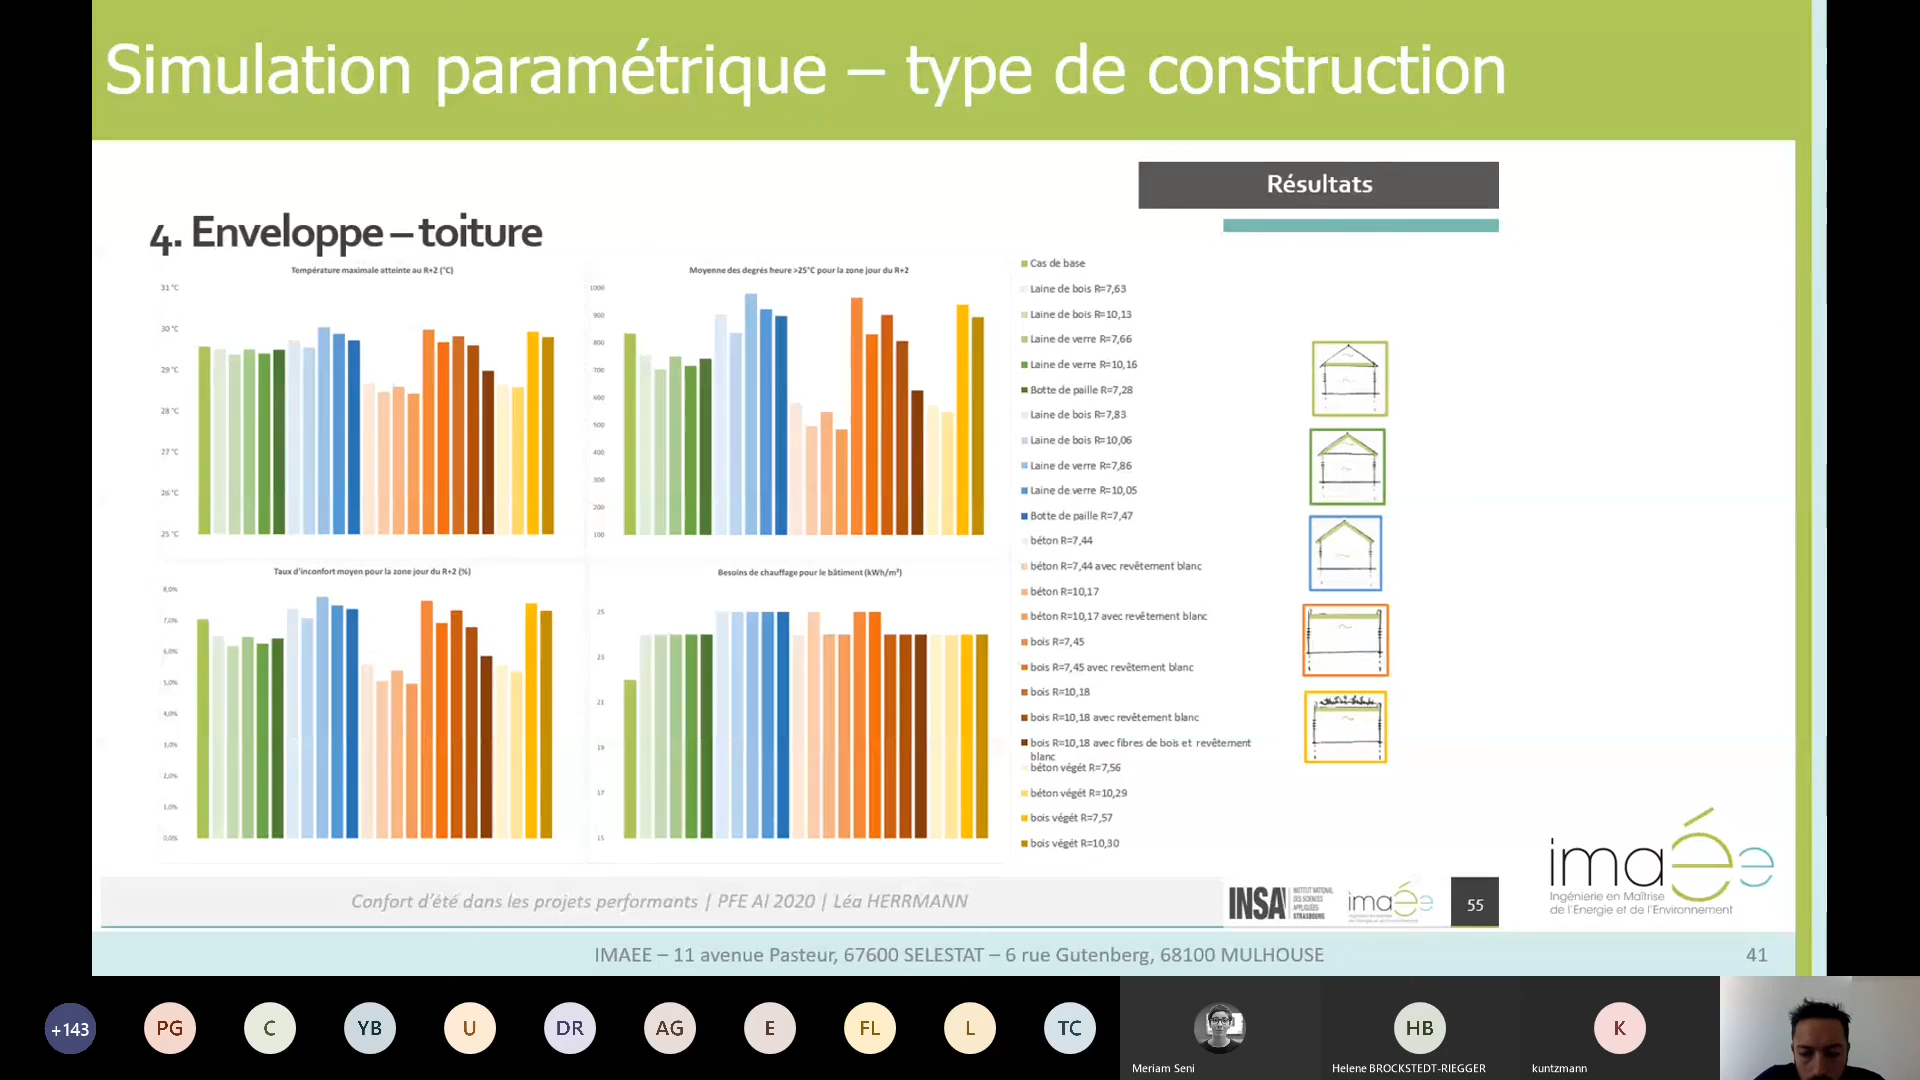 Simulation paramétrique – type de construction
Résultats
4. Enveloppe – toiture
Température maximale atteinte au R+2 (°C)
31 °C
30 °C
29 °C
28 °C
27 °C
26 °C
25 °C
Moyenne des degrés heure >25°C pour la zone jour du R+2
1000
900
800
700
600
500
400
300
200
100
Taux d'inconfort moyen pour la zone jour du R+2 (%)
8,0%
7,0%
6,0%
5,0%
4,0%
3,0%
2,0%
1,0%
0,0%
Besoins de chauffage pour le bâtiment (kWh/m²)
25
23
21
19
17
15
Cas de base
Laine de bois R=7,63
Laine de bois R=10,13
Laine de verre R=7,66
Laine de verre R=10,16
Botte de paille R=7,28
Laine de bois R=7,83
Laine de bois R=10,06
Laine de verre R=7,86
Laine de verre R=10,05
Botte de paille R=7,47
béton R=7,44
béton R=7,44 avec revêtement blanc
béton R=10,17
béton R=10,17 avec revêtement blanc
bois R=7,45
bois R=7,45 avec revêtement blanc
bois R=10,18
bois R=10,18 avec revêtement blanc
bois R=10,18 avec fibres de bois et revêtement
blanc
béton végét R=7,56
béton végét R=10,29
bois végét R=7,57
bois végét R=10,30
imaée
Ingénierie en Maîtrise
de l'Energie et de l'Environnement
Confort d'été dans les projets performants | PFE AI 2020 | Léa HERRMANN
INSA
INSTITUT NATIONAL
DES SCIENCES
APPLIQUÉES
STRASBOURG
imaée
55
IMAEE – 11 avenue Pasteur, 67600 SELESTAT – 6 rue Gutenberg, 68100 MULHOUSE
41
+143
PG
C
YB
U
DR
AG
E
FL
L
TC
HB
K
Meriam Seni
Helene BROCKSTEDT-RIEGGER
kuntzmann